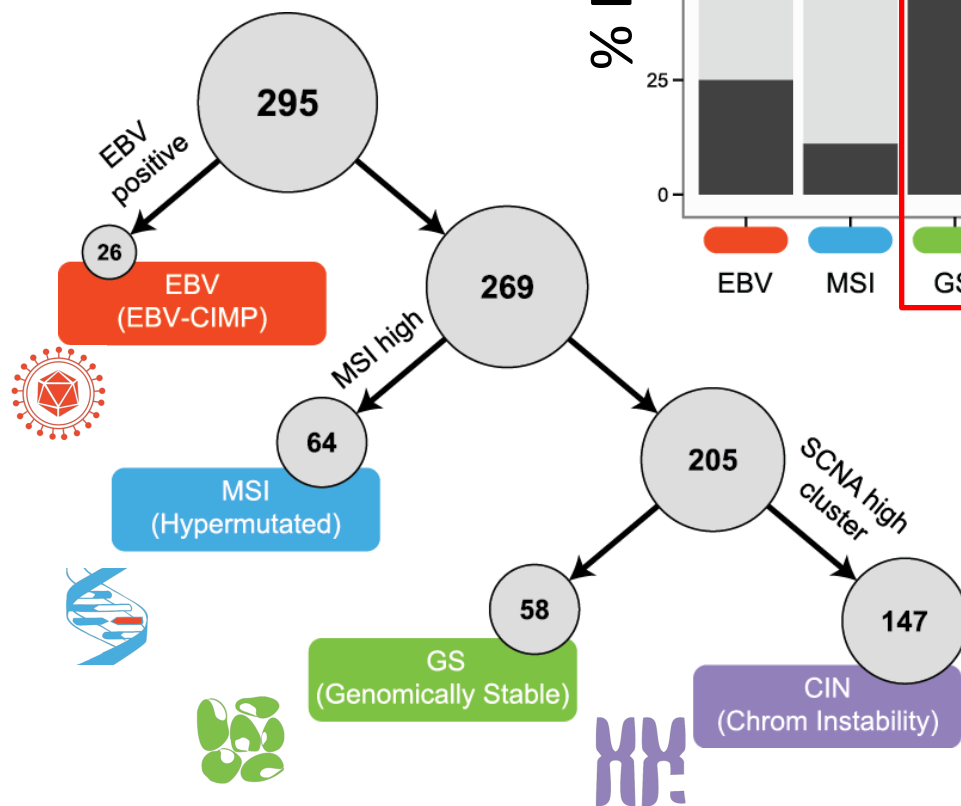 295
EBV
positive
26
EBV
(EBV-CIMP)
269
MSI high
64
MSI
(Hypermutated)
205
SCNA high
cluster
58
GS
(Genomically Stable)
147
CIN
(Chrom Instability)
%
25
0
EBV
MSI